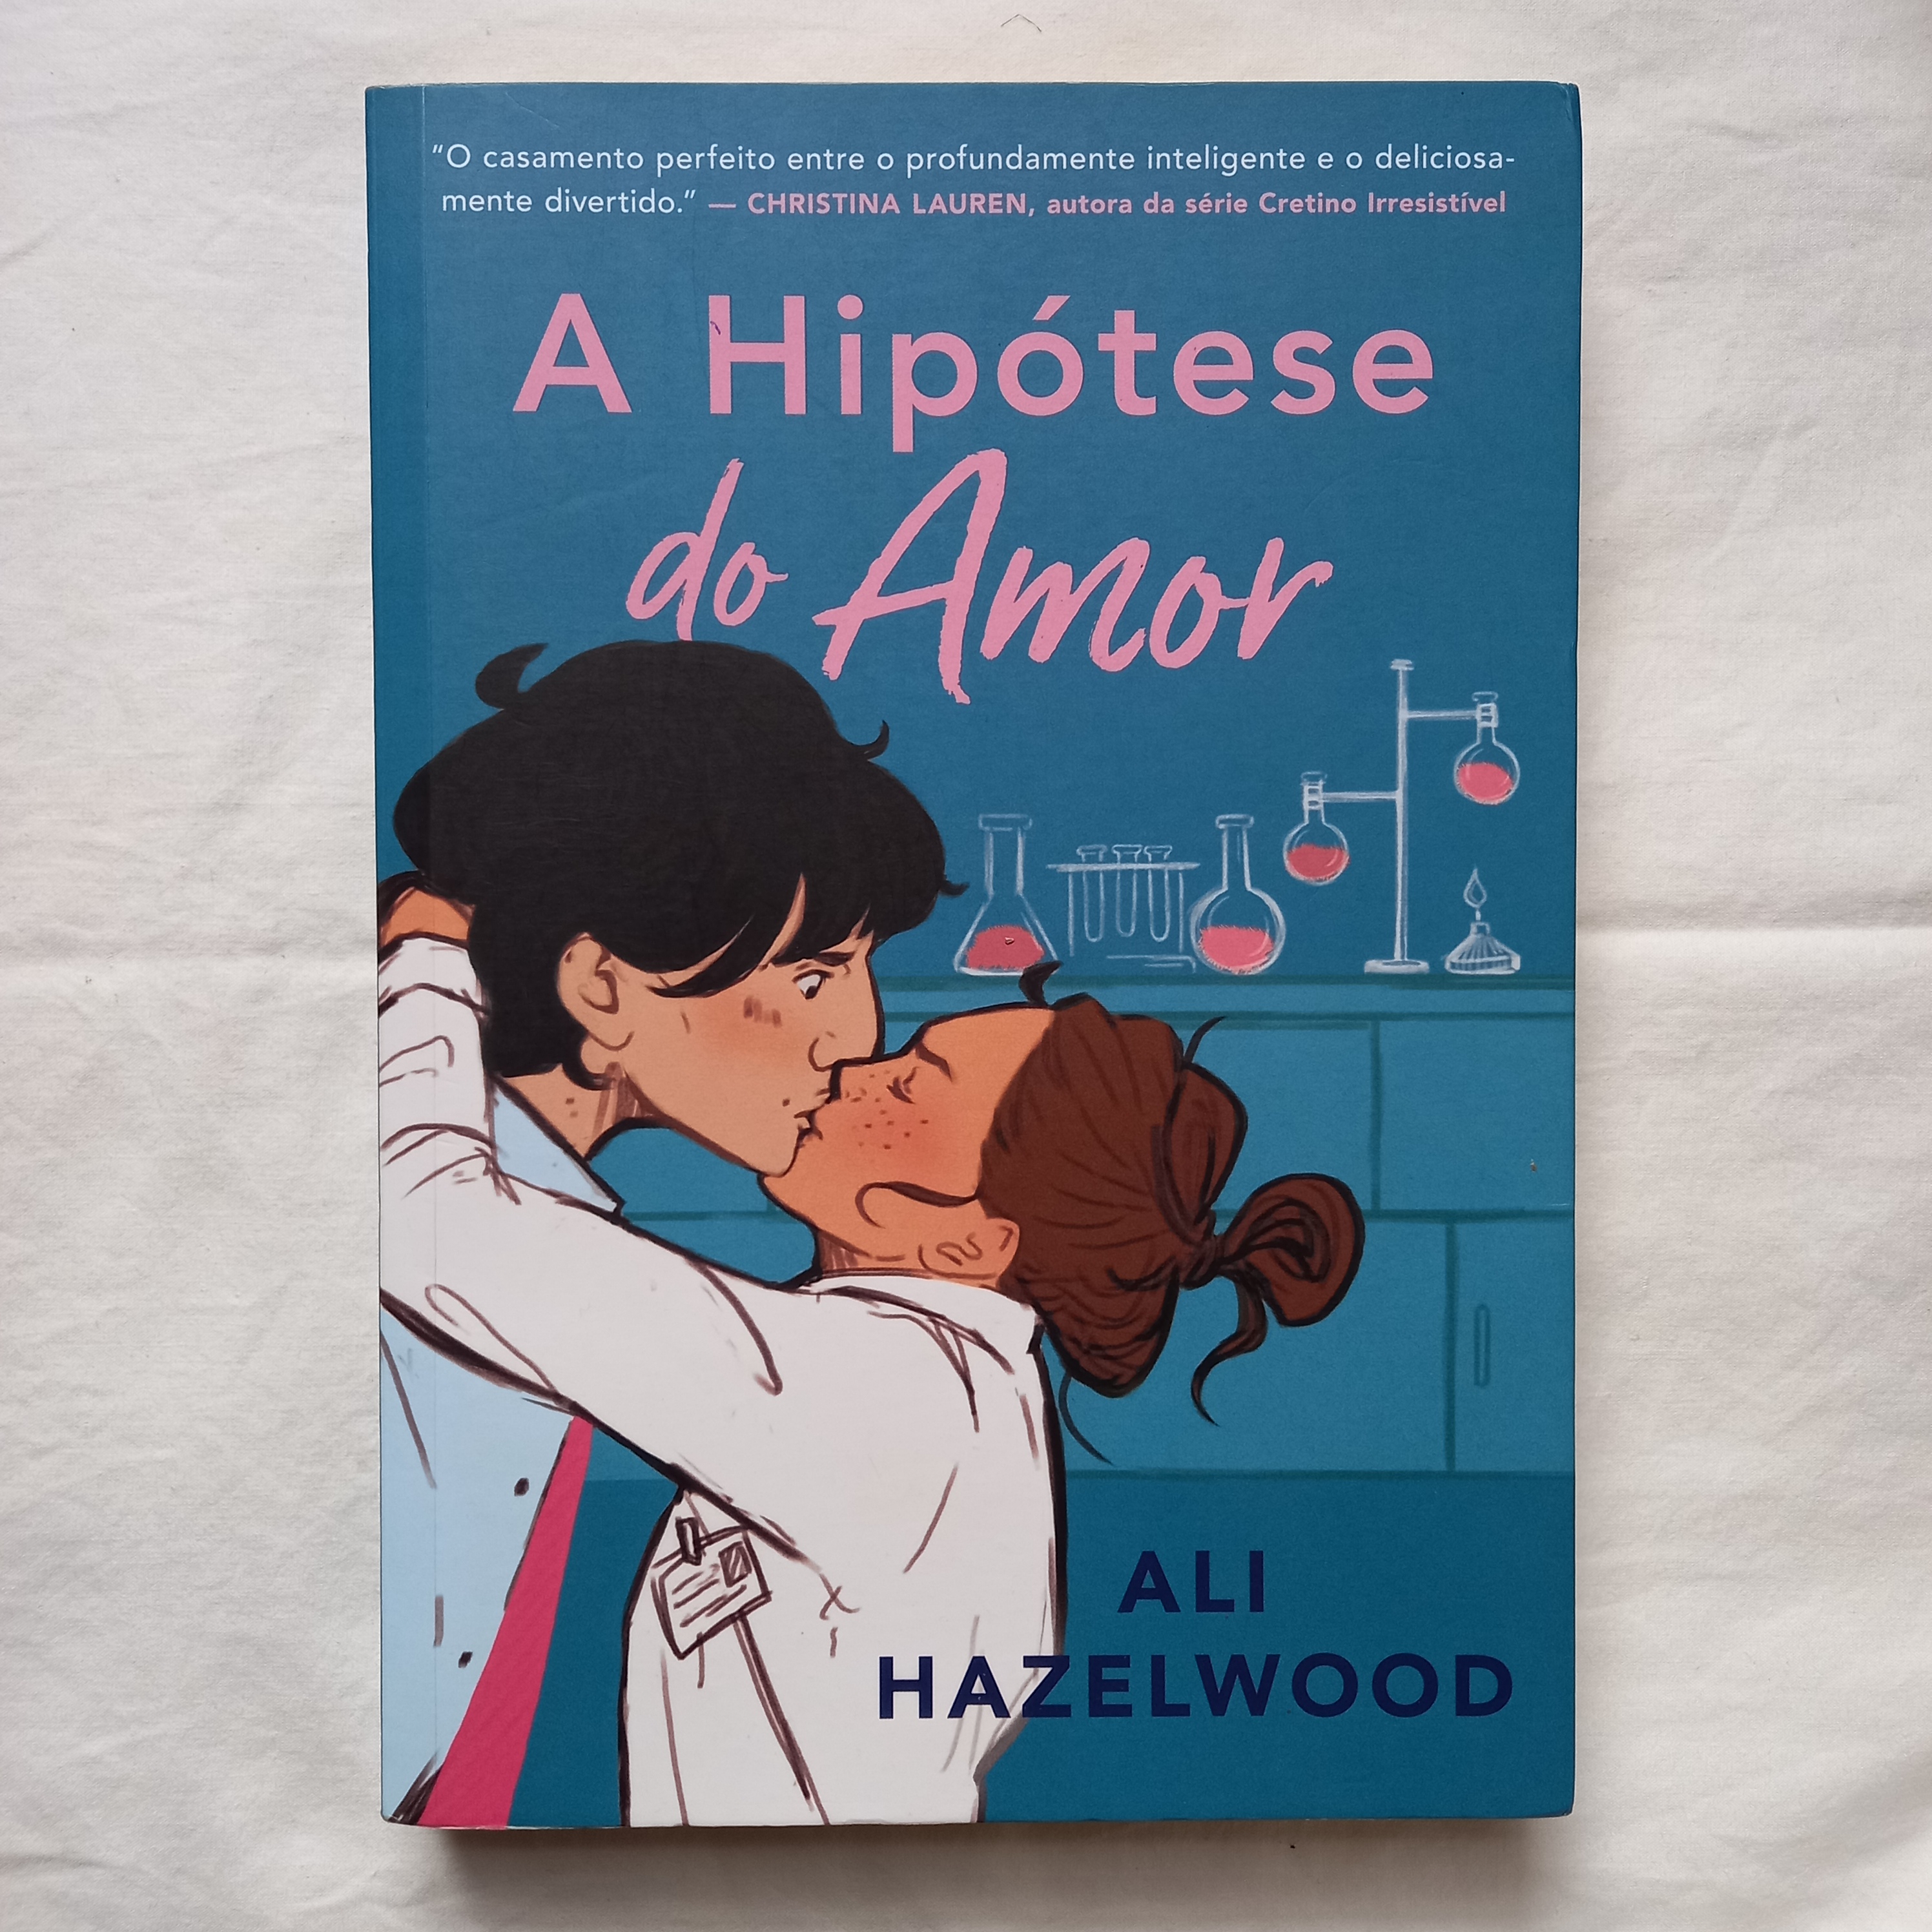 “O casamento perfeito entre o profundamente inteligente e o deliciosa-
mente divertido.” — CHRISTINA LAUREN, autora da série Cretino Irresistível
A Hipótese
do Amor
ALI
HAZELWOOD